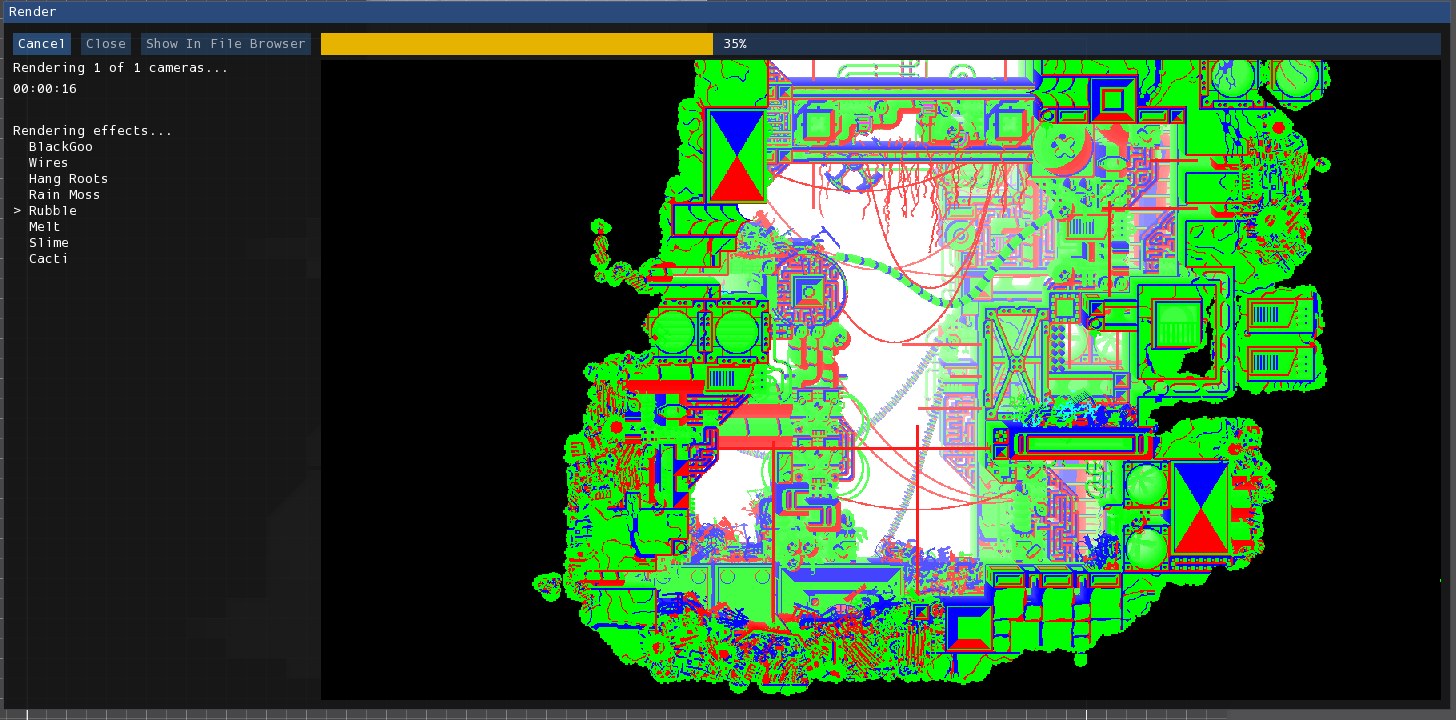 Render
Cancel Close Show In File Browser 35%
Rendering 1 of 1 cameras...
00:00:16
Rendering effects...
BlackGoo
Wires
Hang Roots
Rain Moss
> Rubble
Melt
Slime
Cacti